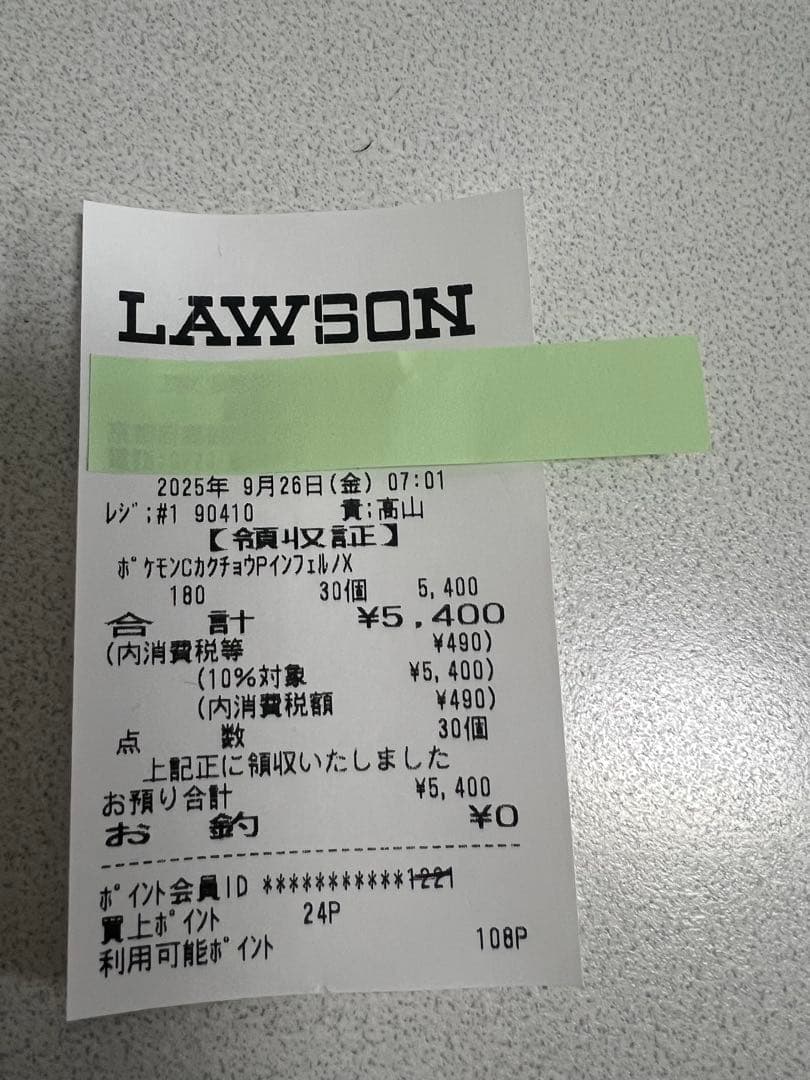 LAWSON
2025年 9月26日(金) 07:01
ﾚｼﾞ;#1 90410 責;高山
【領収証】
ﾎﾟｹﾓﾝCｶｸﾁｮｳPｲﾝﾌｪﾙﾉX
180 30個 5,400
合 計 ¥5,400
(内消費税等 ¥490)
(10%対象 ¥5,400)
(内消費税額 ¥490)
点 数 30個
上記正に領収いたしました
お預り合計 ¥5,400
お 釣 ¥0
ﾎﾟｲﾝﾄ会員ID ***********1221
買上ﾎﾟｲﾝﾄ 24P
利用可能ﾎﾟｲﾝﾄ 108P